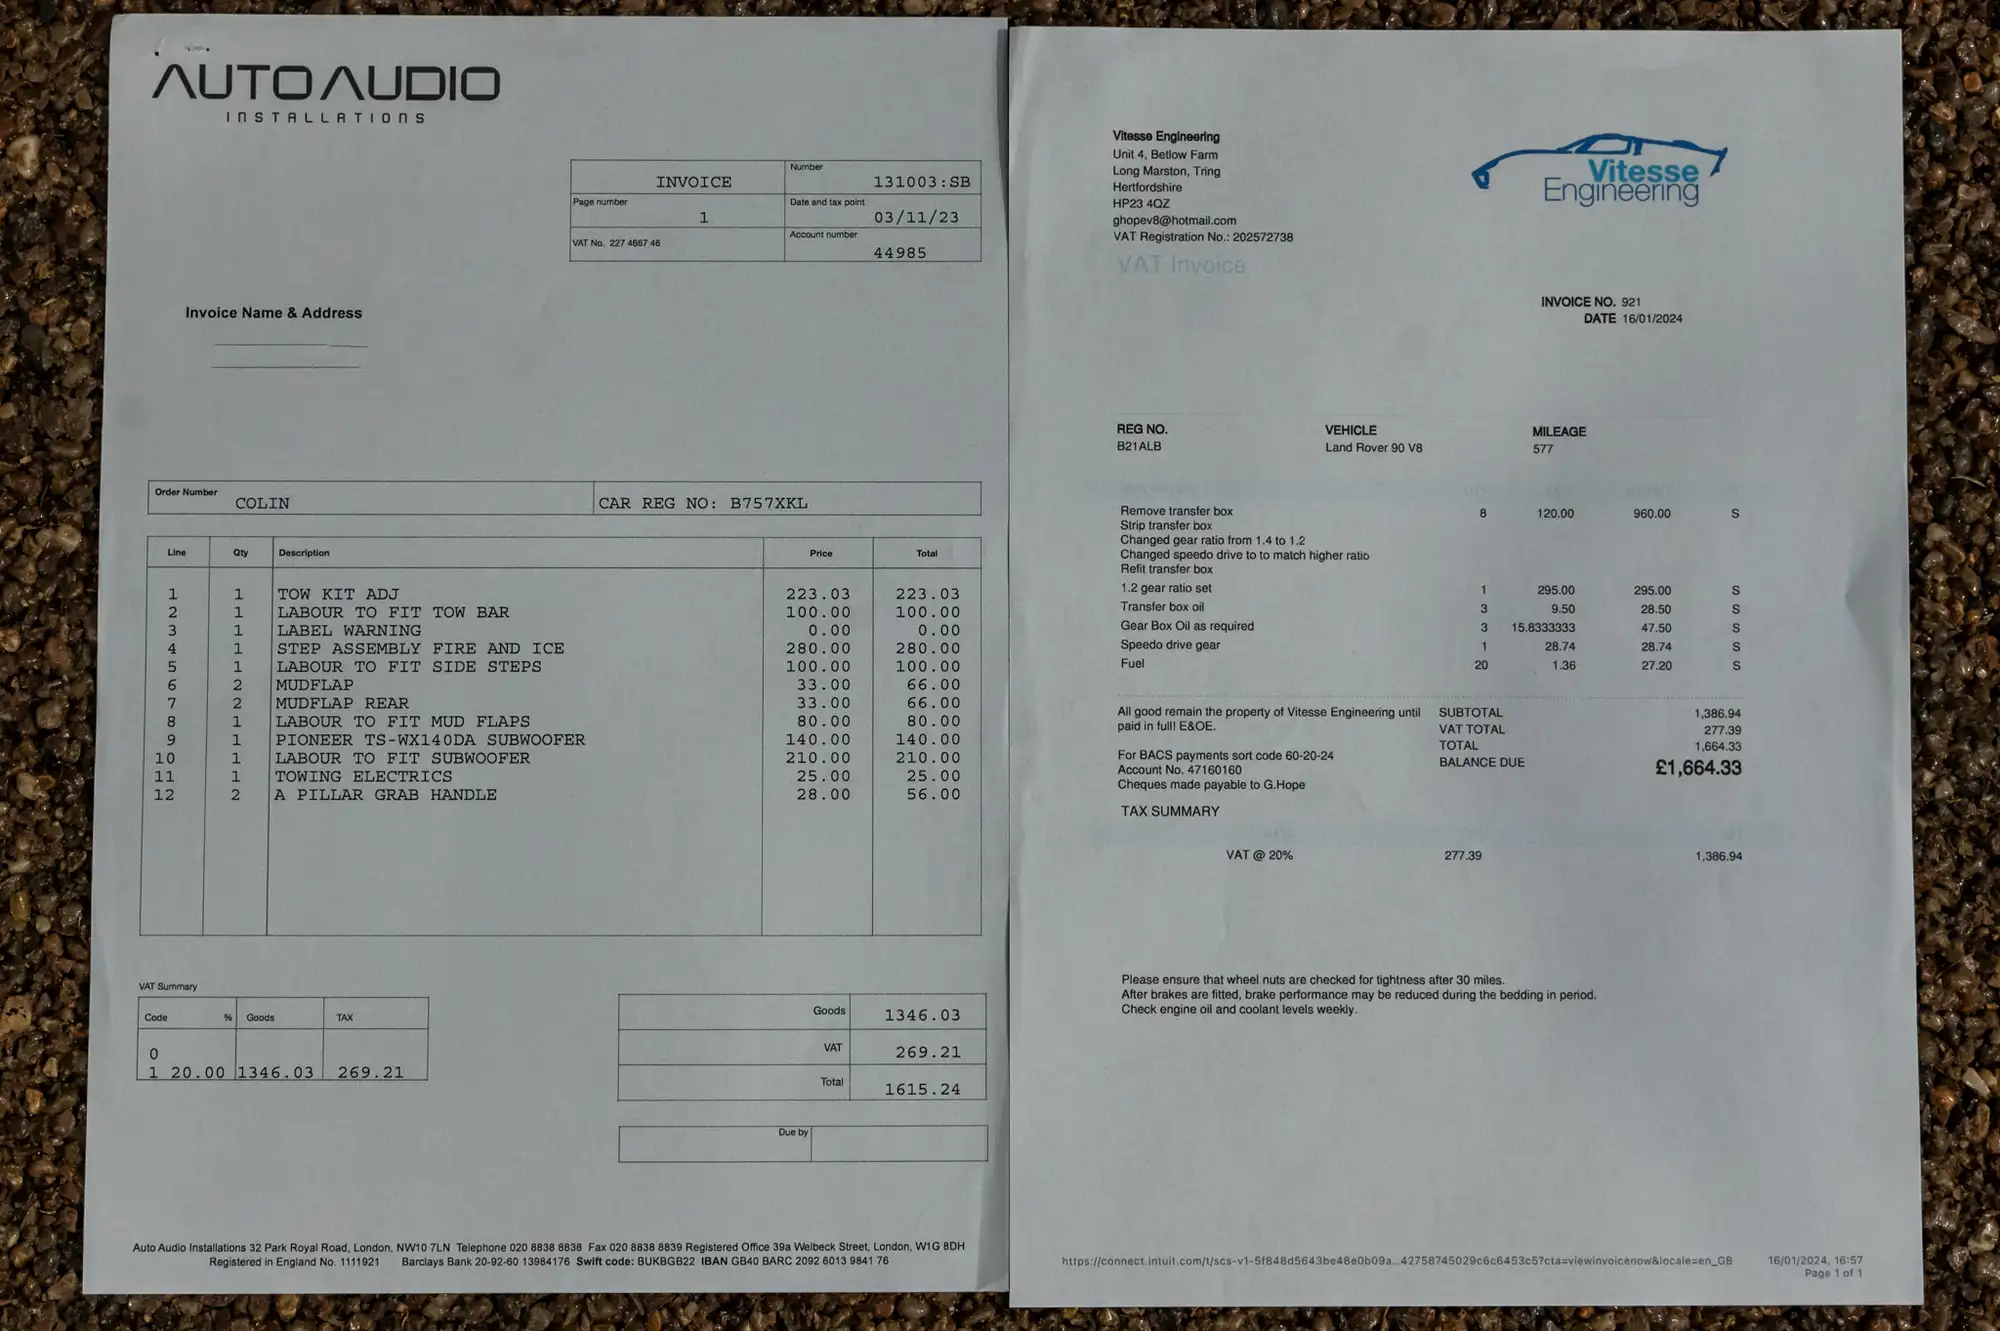 AUTO AUDIO
INSTALLATIONS
INVOICE
Number
131003:SB
Page number
1
Date and tax point
03/11/23
VAT No. 227 4667 46
Account number
44985
Invoice Name & Address
Order Number
COLIN
CAR REG NO: B757XKL
Line Qty Description Price Total
1 1 TOW KIT ADJ 223.03 223.03
2 1 LABOUR TO FIT TOW BAR 100.00 100.00
3 1 LABEL WARNING 0.00 0.00
4 1 STEP ASSEMBLY FIRE AND ICE 280.00 280.00
5 1 LABOUR TO FIT SIDE STEPS 100.00 100.00
6 2 MUDFLAP 33.00 66.00
7 2 MUDFLAP REAR 33.00 66.00
8 1 LABOUR TO FIT MUD FLAPS 80.00 80.00
9 1 PIONEER TS-WX140DA SUBWOOFER 140.00 140.00
10 1 LABOUR TO FIT SUBWOOFER 210.00 210.00
11 1 TOWING ELECTRICS 25.00 25.00
12 2 A PILLAR GRAB HANDLE 28.00 56.00
VAT Summary
Code % Goods TAX
0
1 20.00 1346.03 269.21
Goods 1346.03
VAT 269.21
Total 1615.24
Due by
Auto Audio Installations 32 Park Royal Road, London, NW10 7LN Telephone 020 8838 8838 Fax 020 8838 8839 Registered Office 39a Welbeck Street, London, W1G 8DH
Registered in England No. 1111921 Barclays Bank 20-92-60 13984176 Swift code: BUKBGB22 IBAN GB40 BARC 2092 6013 9841 76
Vitesse Engineering
Unit 4, Betlow Farm
Long Marston, Tring
Hertfordshire
HP23 4QZ
ghopev8@hotmail.com
VAT Registration No.: 202572738
VAT Invoice
Vitesse
Engineering
INVOICE NO. 921
DATE 16/01/2024
REG NO. VEHICLE MILEAGE
B21ALB Land Rover 90 V8 577
Remove transfer box 8 120.00 960.00 S
Strip transfer box
Changed gear ratio from 1.4 to 1.2
Changed speedo drive to to match higher ratio
Refit transfer box
1.2 gear ratio set 1 295.00 295.00 S
Transfer box oil 3 9.50 28.50 S
Gear Box Oil as required 3 15.8333333 47.50 S
Speedo drive gear 1 28.74 28.74 S
Fuel 20 1.36 27.20 S
All good remain the property of Vitesse Engineering until
paid in full! E&OE.
For BACS payments sort code 60-20-24
Account No. 47160160
Cheques made payable to G.Hope
SUBTOTAL 1,386.94
VAT TOTAL 277.39
TOTAL 1,664.33
BALANCE DUE £1,664.33
TAX SUMMARY
VAT @ 20% 277.39 1,386.94
Please ensure that wheel nuts are checked for tightness after 30 miles.
After brakes are fitted, brake performance may be reduced during the bedding in period.
Check engine oil and coolant levels weekly.
https://connect.intuit.com/t/scs-v1-5f848d5643be48e0b09a...42758745029c6c6453c5?cta=viewinvoicenow&locale=en_GB 16/01/2024, 16:57
Page 1 of 1